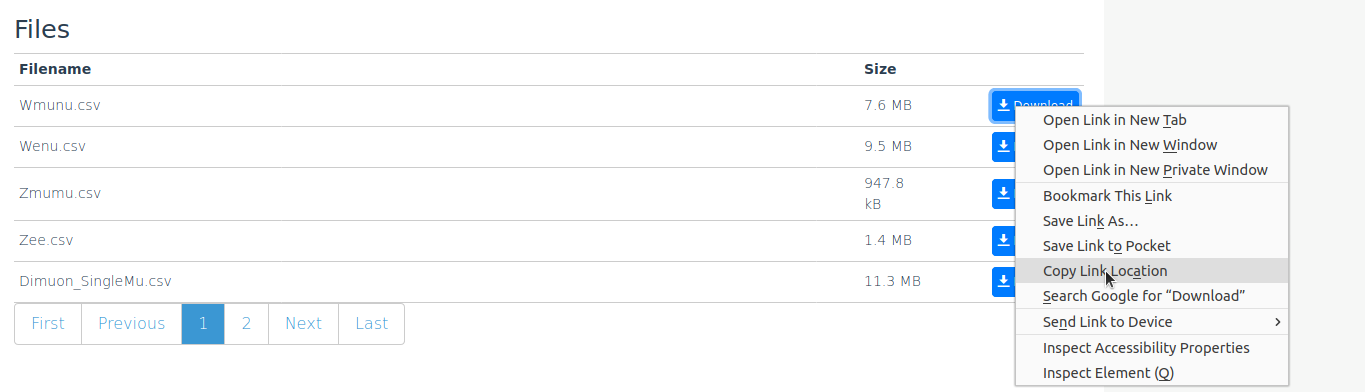 Files
Filename Size
Wmunu.csv 7.6 MB Download
Wenu.csv 9.5 MB
Zmumu.csv 947.8
kB
Zee.csv 1.4 MB
Dimuon_SingleMu.csv 11.3 MB
First Previous 1 2 Next Last
Open Link in New Tab
Open Link in New Window
Open Link in New Private Window
Bookmark This Link
Save Link As…
Save Link to Pocket
Copy Link Location
Search Google for “Download”
Send Link to Device
Inspect Accessibility Properties
Inspect Element (Q)